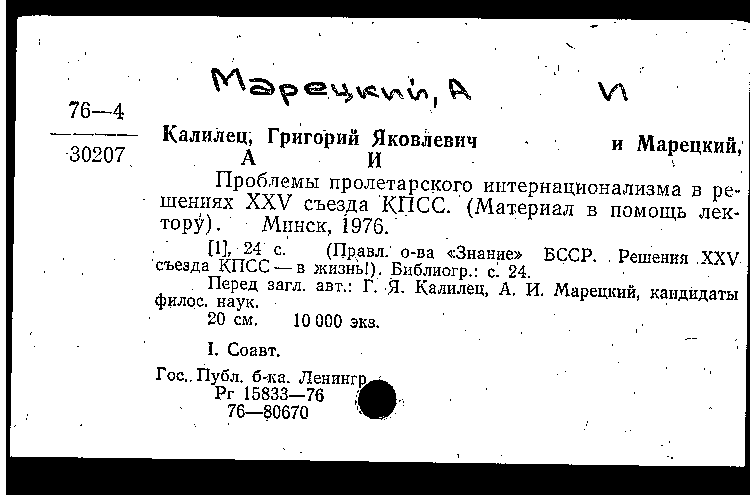 Марецкий, А И
76—4
30207
Калилец, Григорий Яковлевич и Марецкий,
А И
Проблемы пролетарского интернационализма в ре-
шениях XXV съезда КПСС. (Материал в помощь лек-
тору). Минск, 1976.
[1], 24 с. (Правл. о-ва «Знание» БССР. Решения XXV
съезда КПСС — в жизнь!). Библиогр.: с. 24.
Перед загл. авт.: Г. Я. Калилец, А. И. Марецкий, кандидаты
филос. наук.
20 см. 10 000 экз.
I. Соавт.
Гос. Публ. б-ка. Ленингр.
Рг 15833—76
76—80670